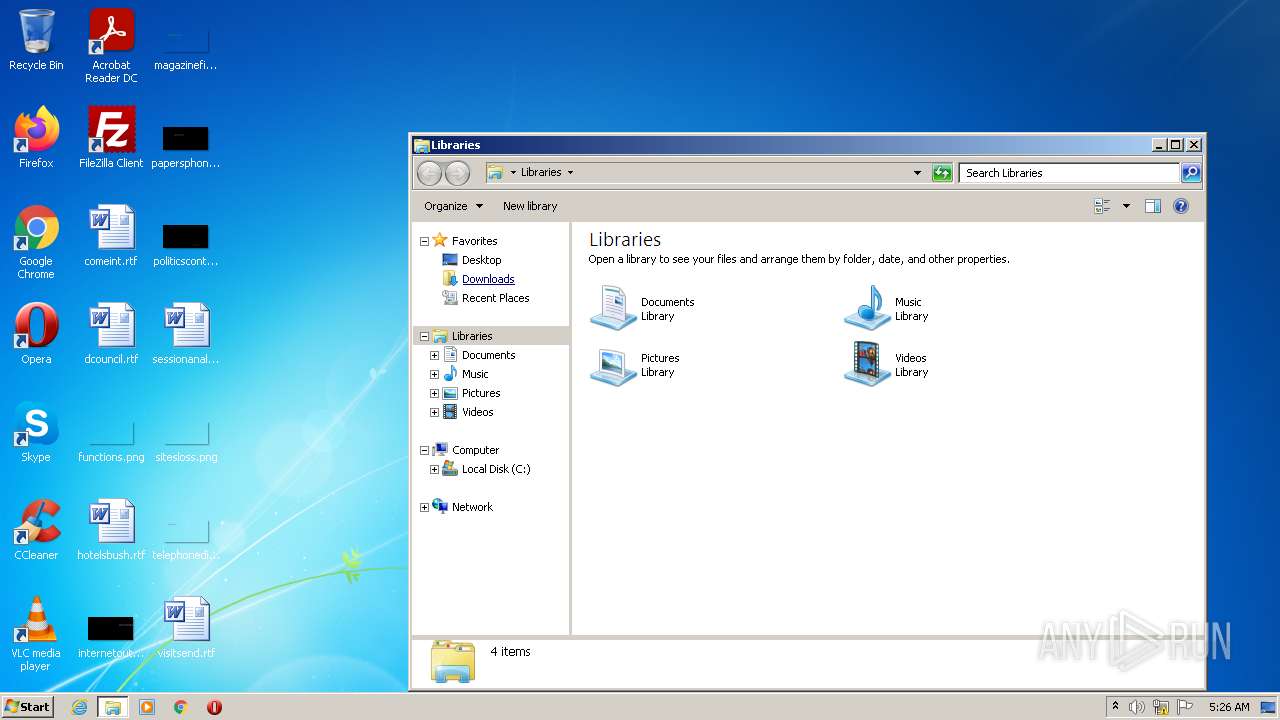 Recycle Bin
Acrobat
Reader DC
magazinefi...
Firefox
FileZilla Client
papersphon...
Google
Chrome
comeint.rtf
politicscont...
Opera
dcouncil.rtf
sessionanal...
Skype
functions.png
sitesloss.png
CCleaner
hotelsbush.rtf
telephonedi...
VLC media
player
internetout...
visitsend.rtf
Libraries
Libraries
Search Libraries
Organize
New library
Favorites
Desktop
Downloads
Recent Places
Libraries
Documents
Music
Pictures
Videos
Computer
Local Disk (C:)
Network
Libraries
Open a library to see your files and arrange them by folder, date, and other properties.
Documents
Library
Music
Library
Pictures
Library
Videos
Library
4 items
ANY RUN
Start
5:26 AM